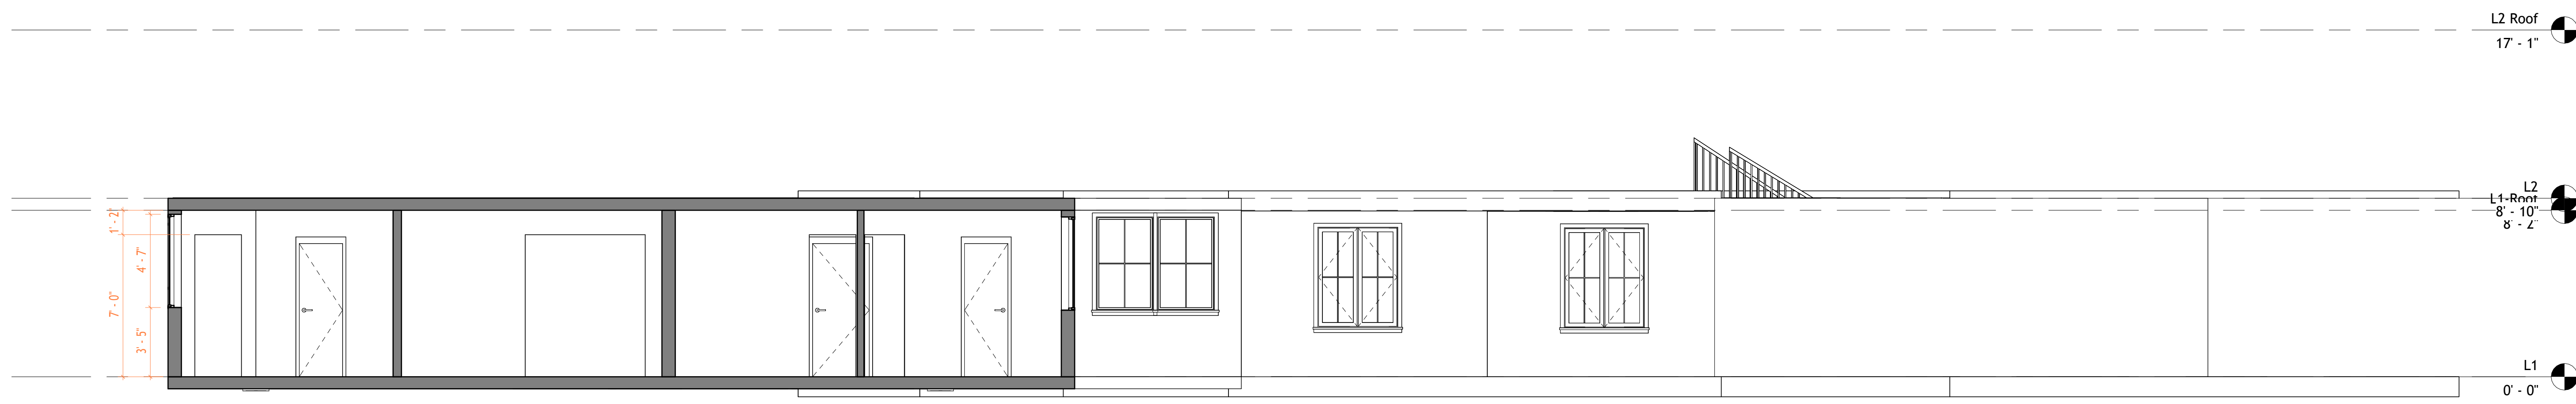 L2 Roof
17' - 1"
L2
L1-Roof
8' - 10"
8' - 2"
1' - 2"
4' - 7"
7' - 0"
3' - 5"
L1
0' - 0"